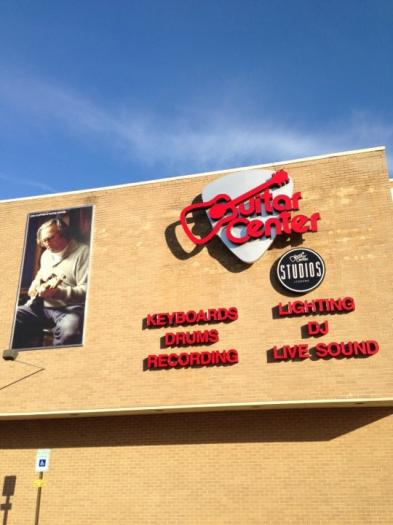 Guitar
Center
STUDIOS
KEYBOARDS
DRUMS
RECORDING
LIGHTING
DJ
LIVE SOUND